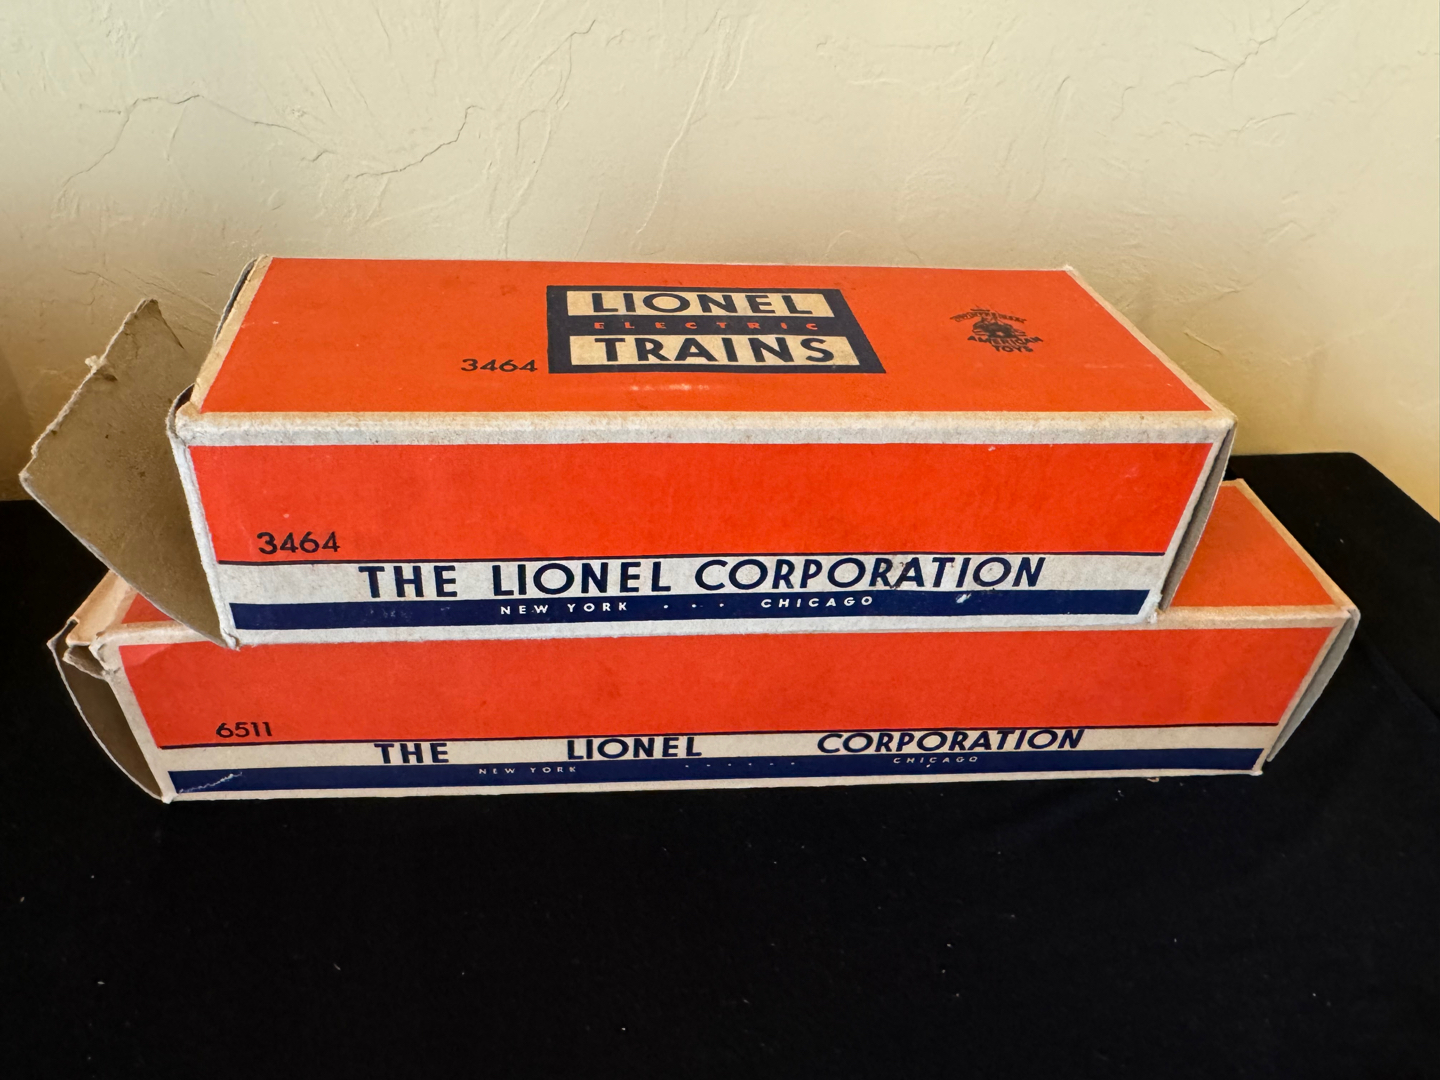 LIONEL
ELECTRIC
TRAINS
3464
AMERICAN
TOYS
3464
THE LIONEL CORPORATION
NEW YORK . . . CHICAGO
6511
THE LIONEL CORPORATION
NEW YORK . . . . . . CHICAGO